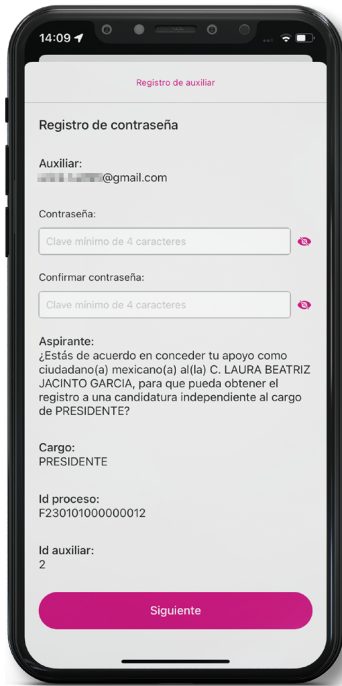 14:09
Registro de auxiliar
Registro de contraseña
Auxiliar:
@gmail.com
Contraseña:
Clave mínimo de 4 caracteres
Confirmar contraseña:
Clave mínimo de 4 caracteres
Aspirante:
¿Estás de acuerdo en conceder tu apoyo como
ciudadano(a) mexicano(a) al(la) C. LAURA BEATRIZ
JACINTO GARCIA, para que pueda obtener el
registro a una candidatura independiente al cargo
de PRESIDENTE?
Cargo:
PRESIDENTE
Id proceso:
F230101000000012
Id auxiliar:
2
Siguiente